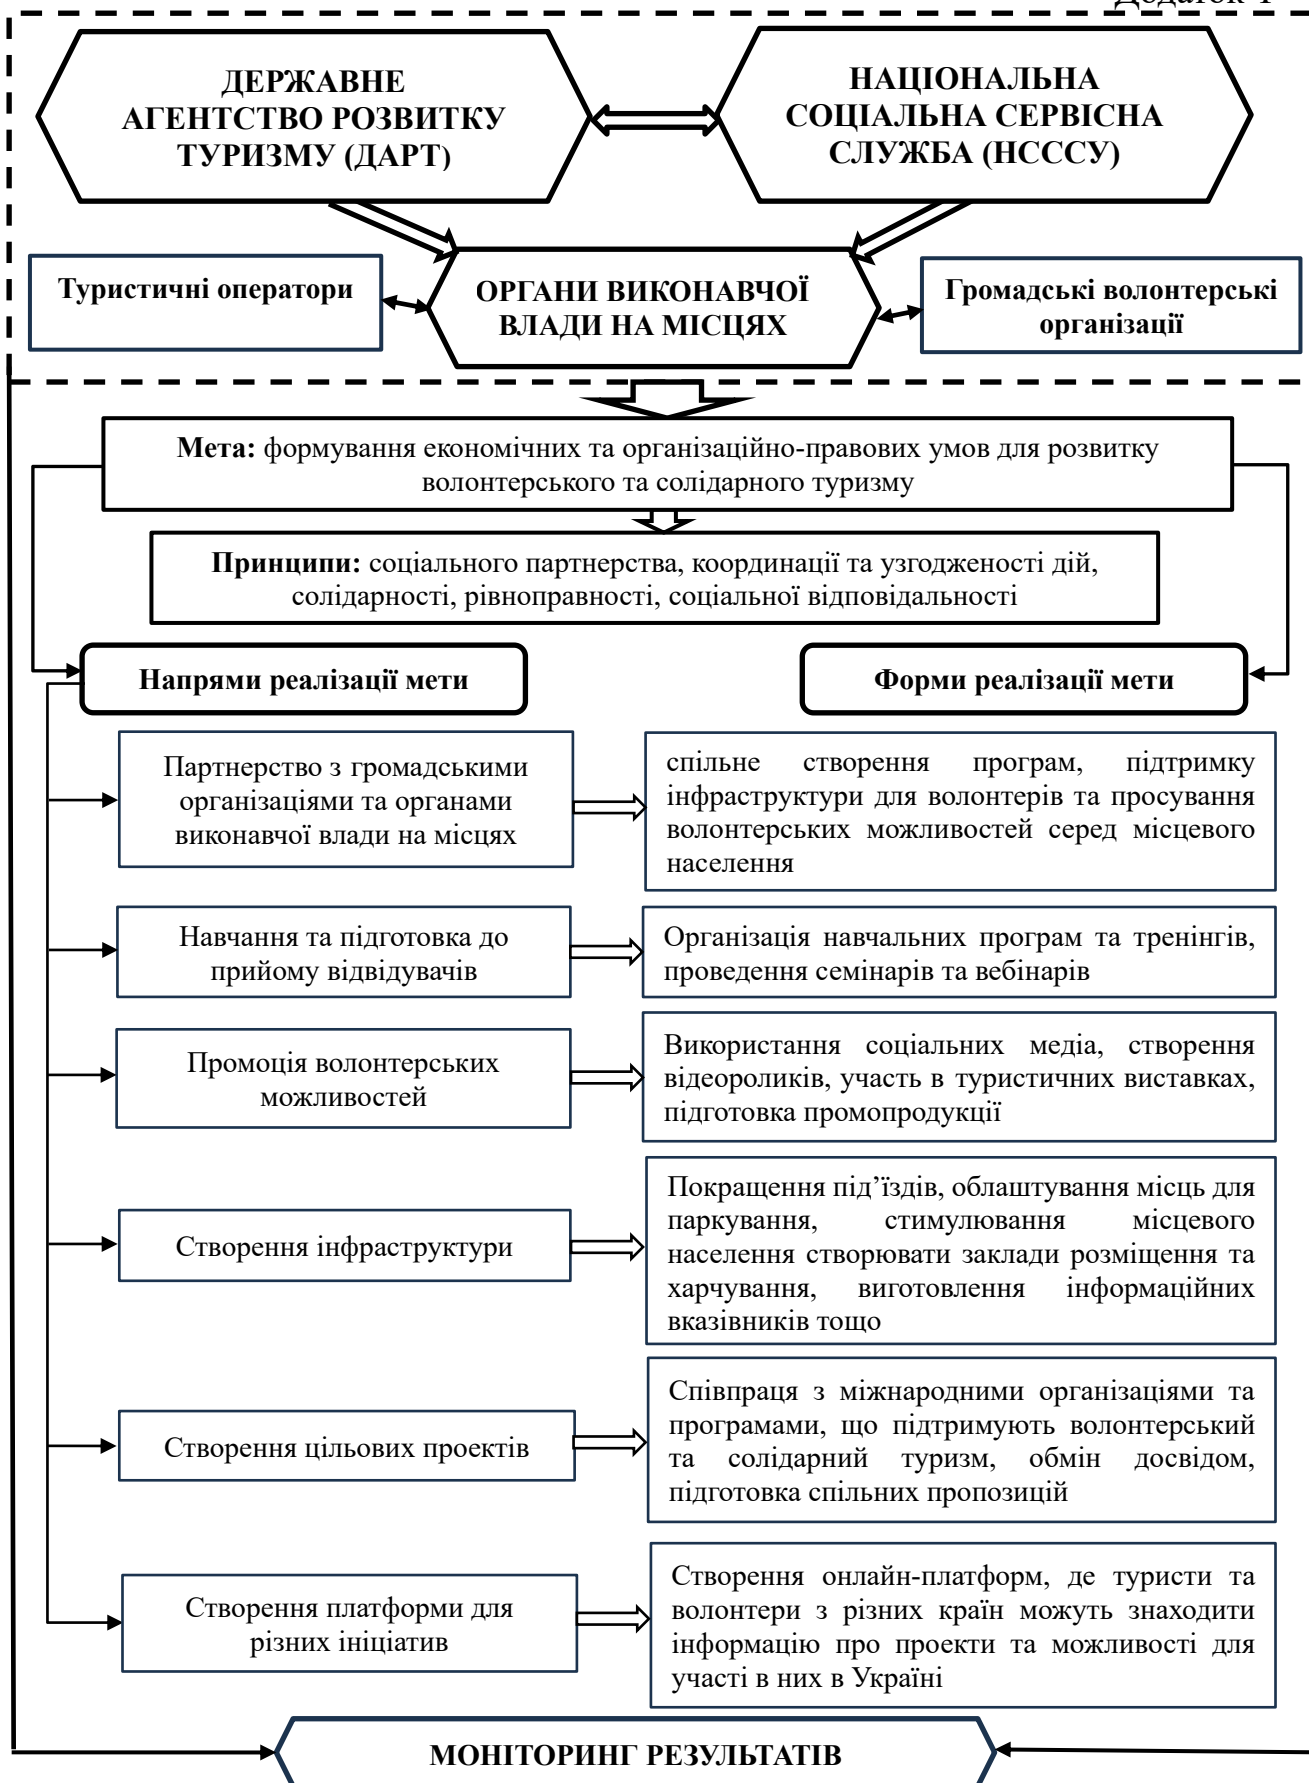 Додаток 1
ДЕРЖАВНЕ
АГЕНТСТВО РОЗВИТКУ
ТУРИЗМУ (ДАРТ)
НАЦІОНАЛЬНА
СОЦІАЛЬНА СЕРВІСНА
СЛУЖБА (НСССУ)
Туристичні оператори
ОРГАНИ ВИКОНАВЧОЇ
ВЛАДИ НА МІСЦЯХ
Громадські волонтерські
організації
Мета: формування економічних та організаційно-правових умов для розвитку
волонтерського та солідарного туризму
Принципи: соціального партнерства, координації та узгодженості дій,
солідарності, рівноправності, соціальної відповідальності
Напрями реалізації мети
Форми реалізації мети
Партнерство з громадськими
організаціями та органами
виконавчої влади на місцях
спільне створення програм, підтримку
інфраструктури для волонтерів та просування
волонтерських можливостей серед місцевого
населення
Навчання та підготовка до
прийому відвідувачів
Організація навчальних програм та тренінгів,
проведення семінарів та вебінарів
Промоція волонтерських
можливостей
Використання соціальних медіа, створення
відеороликів, участь в туристичних виставках,
підготовка промопродукції
Створення інфраструктури
Покращення під’їздів, облаштування місць для
паркування, стимулювання місцевого
населення створювати заклади розміщення та
харчування, виготовлення інформаційних
вказівників тощо
Створення цільових проектів
Співпраця з міжнародними організаціями та
програмами, що підтримують волонтерський
та солідарний туризм, обмін досвідом,
підготовка спільних пропозицій
Створення платформи для
різних ініціатив
Створення онлайн-платформ, де туристи та
волонтери з різних країн можуть знаходити
інформацію про проекти та можливості для
участі в них в Україні
МОНІТОРИНГ РЕЗУЛЬТАТІВ